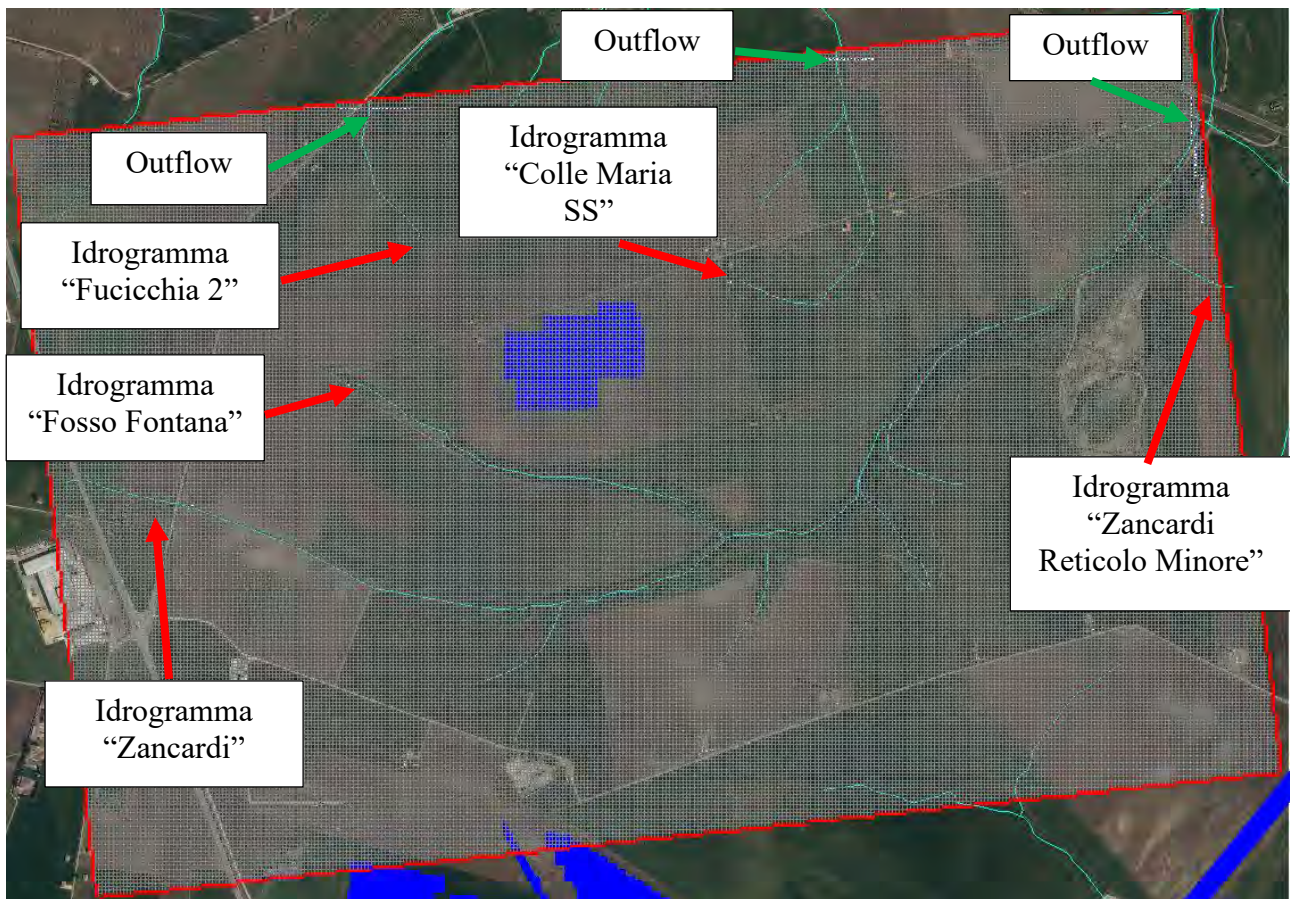 Outflow
Outflow
Idrogramma
“Colle Maria
SS”
Outflow
Idrogramma
“Fucicchia 2”
Idrogramma
“Fosso Fontana”
Idrogramma
“Zancardi
Reticolo Minore”
Idrogramma
“Zancardi”